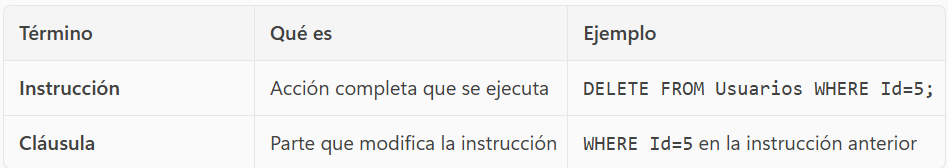 Término Qué es Ejemplo
Instrucción Acción completa que se ejecuta DELETE FROM Usuarios WHERE Id=5;
Cláusula Parte que modifica la instrucción WHERE Id=5 en la instrucción anterior